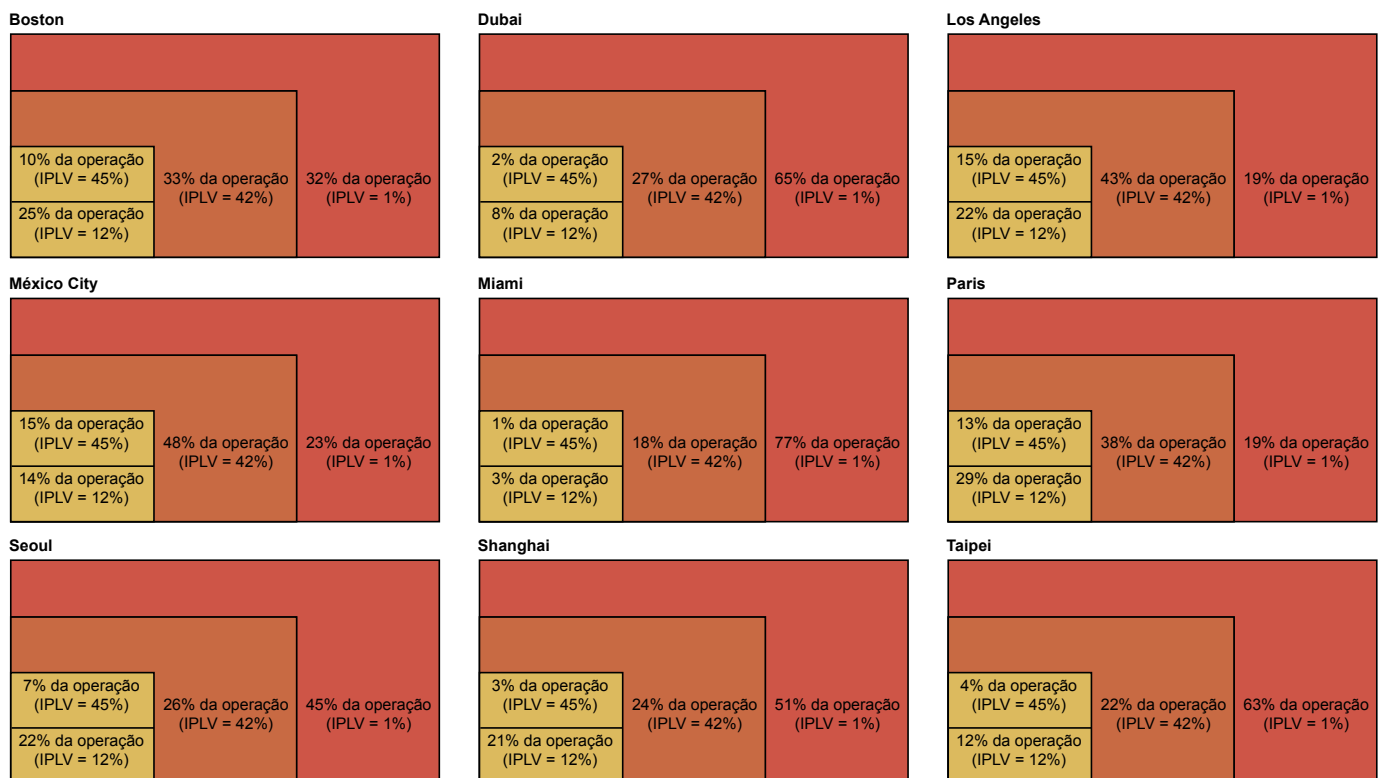 Boston
10% da operação
(IPLV = 45%)
25% da operação
(IPLV = 12%)
33% da operação
(IPLV = 42%)
32% da operação
(IPLV = 1%)
Dubai
2% da operação
(IPLV = 45%)
8% da operação
(IPLV = 12%)
27% da operação
(IPLV = 42%)
65% da operação
(IPLV = 1%)
Los Angeles
15% da operação
(IPLV = 45%)
22% da operação
(IPLV = 12%)
43% da operação
(IPLV = 42%)
19% da operação
(IPLV = 1%)
México City
15% da operação
(IPLV = 45%)
14% da operação
(IPLV = 12%)
48% da operação
(IPLV = 42%)
23% da operação
(IPLV = 1%)
Miami
1% da operação
(IPLV = 45%)
3% da operação
(IPLV = 12%)
18% da operação
(IPLV = 42%)
77% da operação
(IPLV = 1%)
Paris
13% da operação
(IPLV = 45%)
29% da operação
(IPLV = 12%)
38% da operação
(IPLV = 42%)
19% da operação
(IPLV = 1%)
Seoul
7% da operação
(IPLV = 45%)
22% da operação
(IPLV = 12%)
26% da operação
(IPLV = 42%)
45% da operação
(IPLV = 1%)
Shanghai
3% da operação
(IPLV = 45%)
21% da operação
(IPLV = 12%)
24% da operação
(IPLV = 42%)
51% da operação
(IPLV = 1%)
Taipei
4% da operação
(IPLV = 45%)
12% da operação
(IPLV = 12%)
22% da operação
(IPLV = 42%)
63% da operação
(IPLV = 1%)